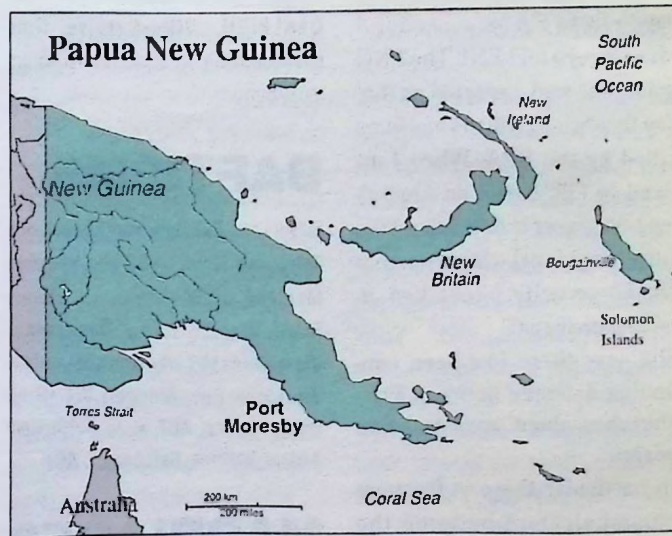 Papua New Guinea
South
Pacific
Ocean
New
Ireland
New Guinea
New
Britain
Bougainville
Solomon
Islands
Torres Strait
Port
Moresby
Australia
200 km
200 miles
Coral Sea